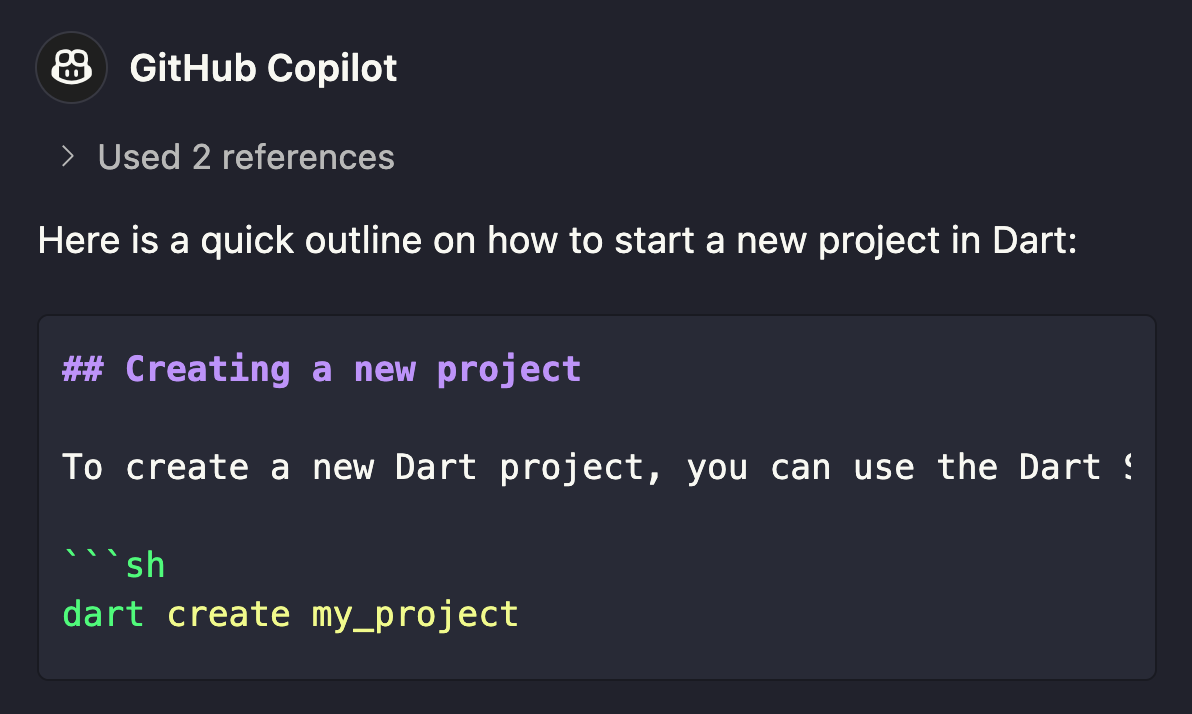 GitHub Copilot
Used 2 references
Here is a quick outline on how to start a new project in Dart:
## Creating a new project
To create a new Dart project, you can use the Dart
```sh
dart create my_project